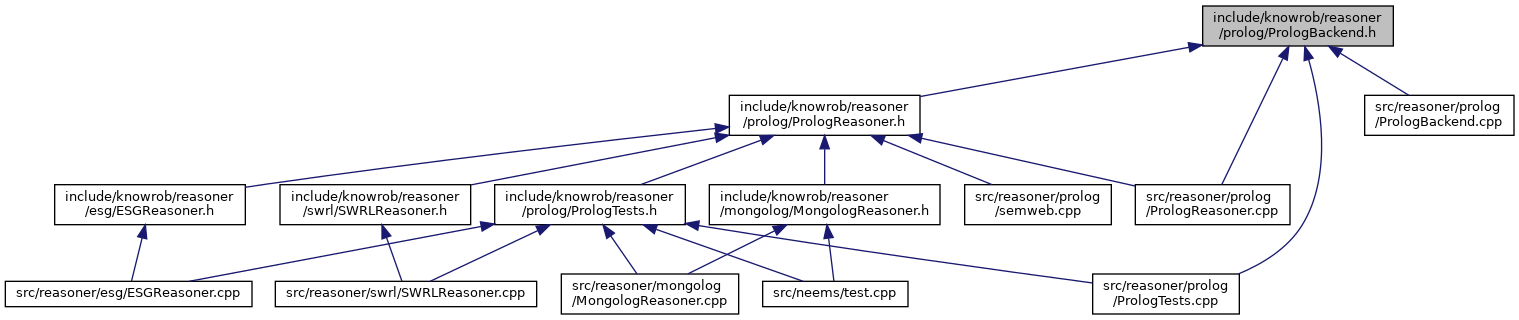 include/knowrob/reasoner
/prolog/PrologBackend.h
include/knowrob/reasoner
/prolog/PrologReasoner.h
src/reasoner/prolog
/PrologBackend.cpp
include/knowrob/reasoner
/esg/ESGReasoner.h
include/knowrob/reasoner
/swrl/SWRLReasoner.h
include/knowrob/reasoner
/prolog/PrologTests.h
include/knowrob/reasoner
/mongolog/MongologReasoner.h
src/reasoner/prolog
/semweb.cpp
src/reasoner/prolog
/PrologReasoner.cpp
src/reasoner/esg/ESGReasoner.cpp
src/reasoner/swrl/SWRLReasoner.cpp
src/reasoner/mongolog
/MongologReasoner.cpp
src/neems/test.cpp
src/reasoner/prolog
/PrologTests.cpp